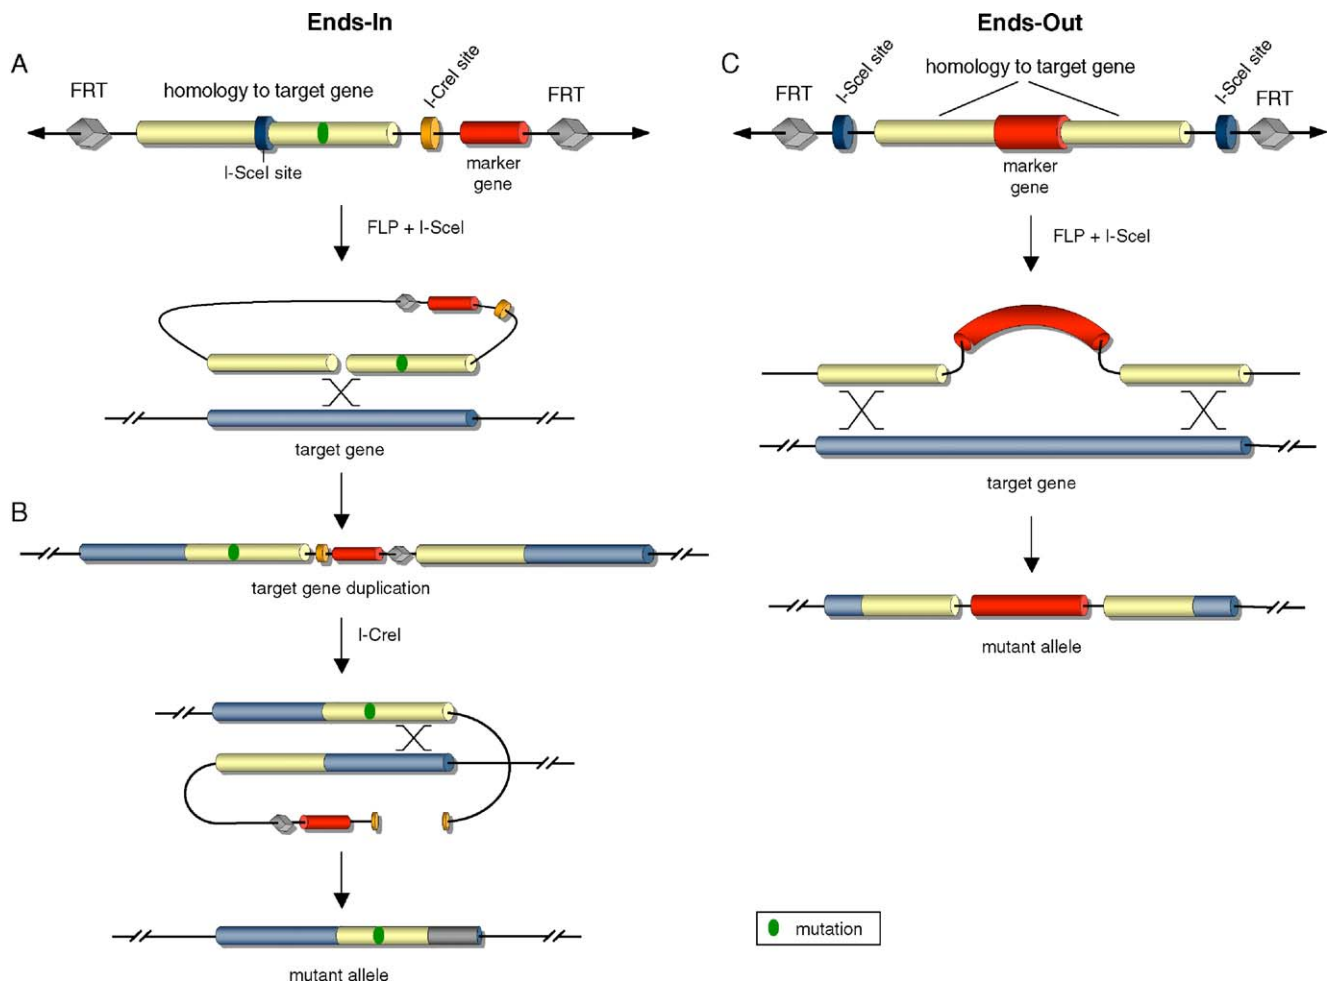 Ends-In
A
FRT
homology to target gene
I-CreI site
FRT
I-SceI site
marker
gene
FLP + I-SceI
target gene
B
target gene duplication
I-CreI
mutant allele
Ends-Out
C
FRT
I-SceI site
homology to target gene
I-SceI site
FRT
marker
gene
FLP + I-SceI
target gene
mutant allele
mutation